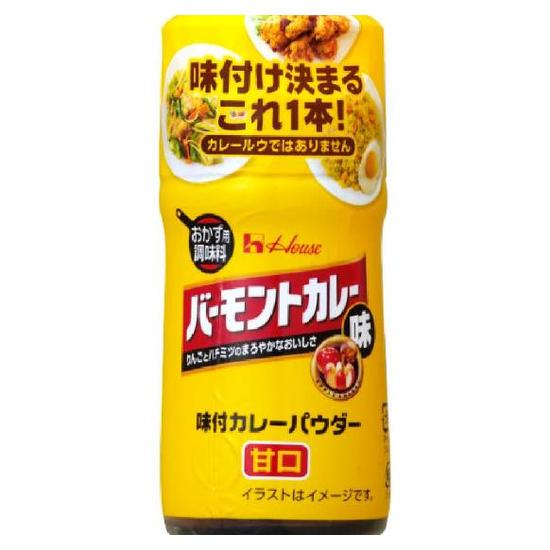 味付け決まる
これ1本!
カレールウではありません
おかず用
調味料
House
バーモントカレー
味
りんごとハチミツのまろやかなおいしさ
味付カレーパウダー
甘口
イラストはイメージです。